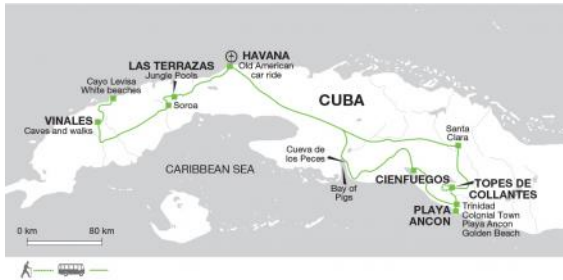 HAVANA
Old American
car ride
LAS TERRAZAS
Jungle Pools
Cayo Levisa
White beaches
Soroa
VINALES
Caves and walks
CUBA
Santa
Clara
Cueva de
los Peces
CARIBBEAN SEA
CIENFUEGOS
TOPES DE
COLLANTES
Bay of
Pigs
PLAYA
ANCON
Trinidad
Colonial Town
Playa Ancon
Golden Beach
0 km
80 km